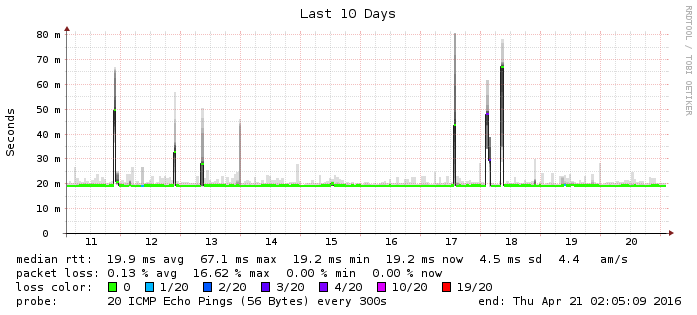 Last 10 Days
RRDTOOL / TOBI OETIKER
Seconds
80 m
70 m
60 m
50 m
40 m
30 m
20 m
10 m
0
11 12 13 14 15 16 17 18 19 20
median rtt: 19.9 ms avg 67.1 ms max 19.2 ms min 19.2 ms now 4.5 ms sd 4.4 am/s
packet loss: 0.13 % avg 16.62 % max 0.00 % min 0.00 % now
loss color: 0 1/20 2/20 3/20 4/20 10/20 19/20
probe: 20 ICMP Echo Pings (56 Bytes) every 300s end: Thu Apr 21 02:05:09 2016